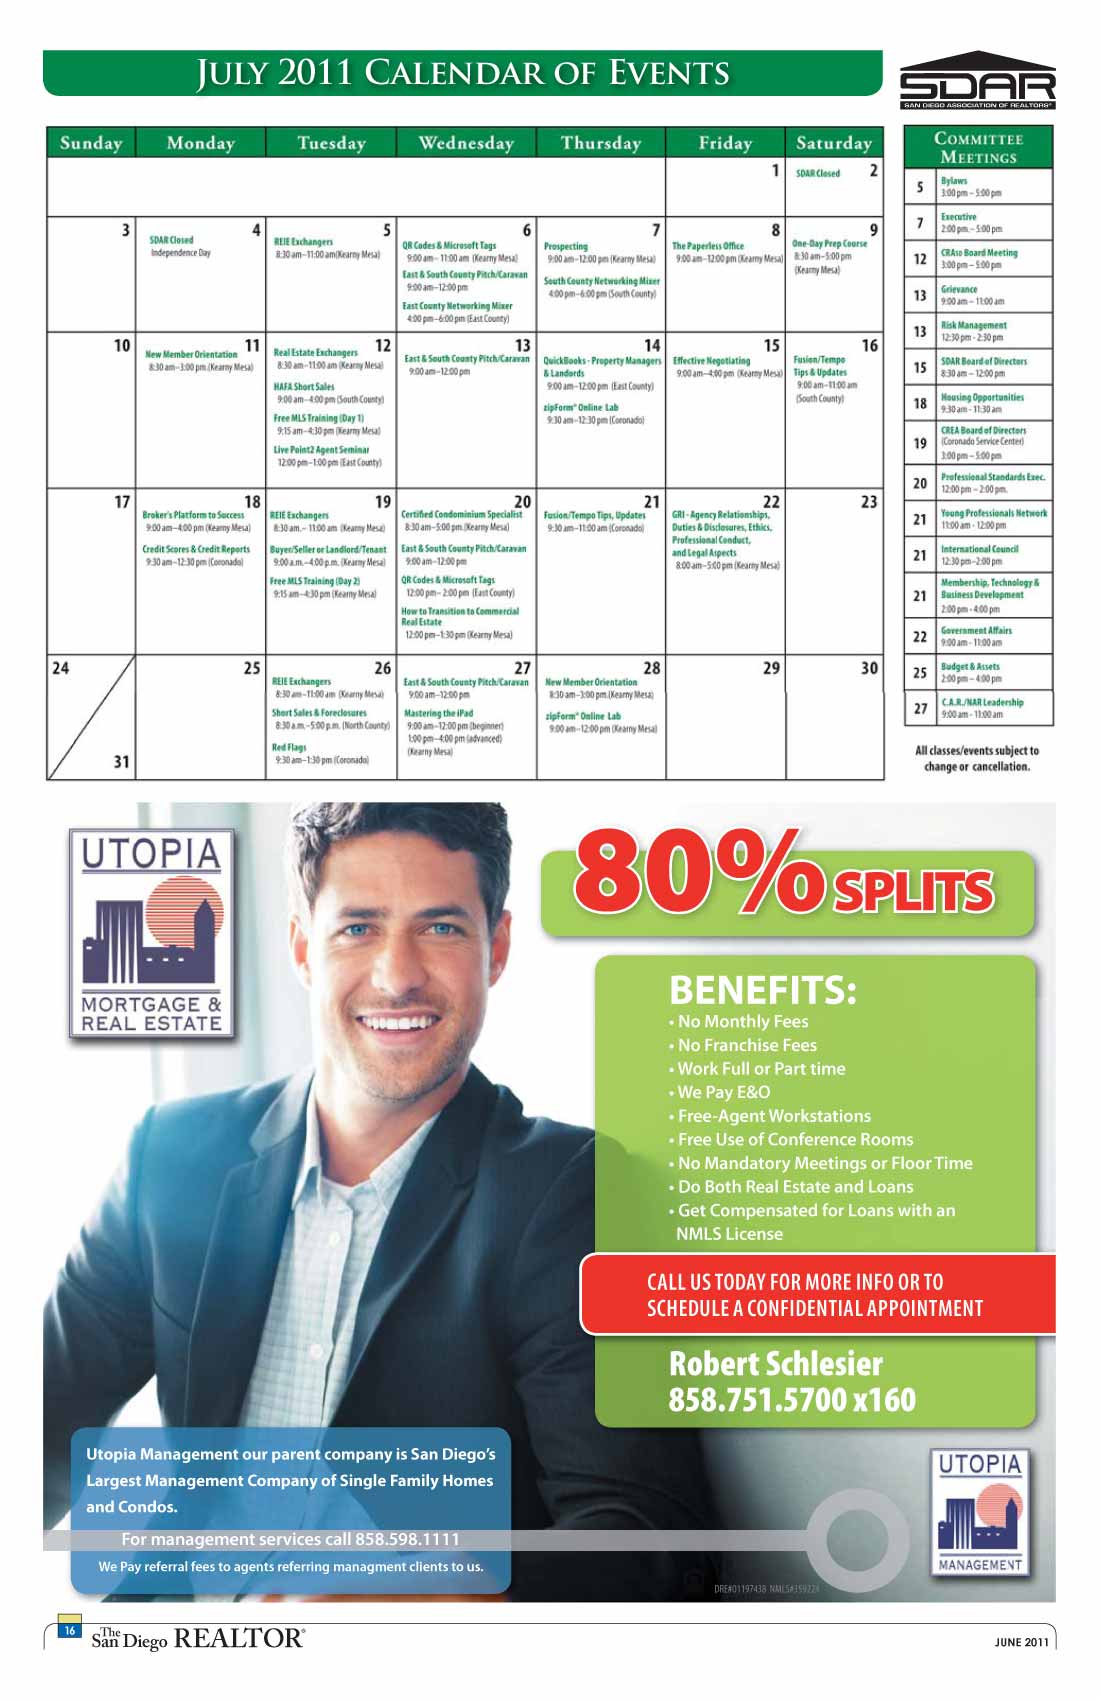 July 2011 Calendar of Events
SDAR
SAN DIEGO ASSOCIATION OF REALTORS®
Sunday Monday Tuesday Wednesday Thursday Friday Saturday
1
2
SDAR Closed
3
4
SDAR Closed
Independence Day
5
REIE Exchangers
8:30 am–11:00 am(Kearny Mesa)
6
QR Codes & Microsoft Tags
9:00 am– 11:00 am (Kearny Mesa)
East & South County Pitch/Caravan
9:00 am–12:00 pm
East County Networking Mixer
4:00 pm–6:00 pm (East County)
7
Prospecting
9:00 am–12:00 pm (Kearny Mesa)
South County Networking Mixer
4:00 pm–6:00 pm (South County)
8
The Paperless Office
9:00 am–12:00 pm (Kearny Mesa)
9
One-Day Prep Course
8:30 am–5:00 pm
(Kearny Mesa)
10
11
New Member Orientation
8:30 am–3:00 pm.(Kearny Mesa)
12
Real Estate Exchangers
8:30 am–11:00 am (Kearny Mesa)
HAFA Short Sales
9:00 am–4:00 pm (South County)
Free MLS Training (Day 1)
9:15 am–4:30 pm (Kearny Mesa)
Live Point2 Agent Seminar
12:00 pm–1:00 pm (East County)
13
East & South County Pitch/Caravan
9:00 am–12:00 pm
14
QuickBooks - Property Managers
& Landords
9:00 am–12:00 pm (East County)
zipForm® Online Lab
9:30 am–12:30 pm (Coronado)
15
Effective Negotiating
9:00 am–4:00 pm (Kearny Mesa)
16
Fusion/Tempo
Tips & Updates
9:00 am–11:00 am
(South County)
17
18
Broker's Platform to Success
9:00 am–4:00 pm (Kearny Mesa)
Credit Scores & Credit Reports
9:30 am–12:30 pm (Coronado)
19
REIE Exchangers
8:30 am.– 11:00 am (Kearny Mesa)
Buyer/Seller or Landlord/Tenant
9:00 a.m.–4:00 p.m. (Kearny Mesa)
Free MLS Training (Day 2)
9:15 am–4:30 pm (Kearny Mesa)
20
Certified Condominium Specialist
8:30 am–5:00 pm.(Kearny Mesa)
East & South County Pitch/Caravan
9:00 am–12:00 pm
QR Codes & Microsoft Tags
12:00 pm– 2:00 pm (East County)
How to Transition to Commercial
Real Estate
12:00 pm–1:30 pm (Kearny Mesa)
21
Fusion/Tempo Tips, Updates
9:30 am–11:00 am (Coronado)
22
GRI - Agency Relationships,
Duties & Disclosures, Ethics,
Professional Conduct,
and Legal Aspects
8:00 am–5:00 pm (Kearny Mesa)
23
24
31
25
26
REIE Exchangers
8:30 am–11:00 am (Kearny Mesa)
Short Sales & Foreclosures
8:30 a.m.–5:00 p.m. (North County)
Red Flags
9:30 am–1:30 pm (Coronado)
27
East & South County Pitch/Caravan
9:00 am–12:00 pm
Mastering the iPad
9:00 am–12:00 pm (beginner)
1:00 pm–4:00 pm (advanced)
(Kearny Mesa)
28
New Member Orientation
8:30 am–3:00 pm.(Kearny Mesa)
zipForm® Online Lab
9:00 am–12:00 pm (Kearny Mesa)
29
30
Committee
Meetings
5 Bylaws
3:00 pm – 5:00 pm
7 Executive
2:00 pm.– 5:00 pm
12 CRAso Board Meeting
3:00 pm – 5:00 pm
13 Grievance
9:00 am – 11:00 am
13 Risk Management
12:30 pm - 2:30 pm
15 SDAR Board of Directors
8:30 am – 12:00 pm
18 Housing Opportunities
9:30 am - 11:30 am
19 CREA Board of Directors
(Coronado Service Center)
3:00 pm – 5:00 pm
20 Professional Standards Exec.
12:00 pm – 2:00 pm.
21 Young Professionals Network
11:00 am - 12:00 pm
21 International Council
12:30 pm–2:00 pm
21 Membership, Technology &
Business Development
2:00 pm - 4:00 pm
22 Government Affairs
9:00 am - 11:00 am
25 Budget & Assets
2:00 pm – 4:00 pm
27 C.A.R./NAR Leadership
9:00 am - 11:00 am
All classes/events subject to
change or cancellation.
UTOPIA
MORTGAGE &
REAL ESTATE
80% SPLITS
BENEFITS:
• No Monthly Fees
• No Franchise Fees
• Work Full or Part time
• We Pay E&O
• Free-Agent Workstations
• Free Use of Conference Rooms
• No Mandatory Meetings or Floor Time
• Do Both Real Estate and Loans
• Get Compensated for Loans with an
NMLS License
CALL US TODAY FOR MORE INFO OR TO
SCHEDULE A CONFIDENTIAL APPOINTMENT
Robert Schlesier
858.751.5700 x160
Utopia Management our parent company is San Diego's
Largest Management Company of Single Family Homes
and Condos.
For management services call 858.598.1111
We Pay referral fees to agents referring managment clients to us.
UTOPIA
MANAGEMENT
DRE#01197438 NMLS#359224
16
The San Diego REALTOR®
JUNE 2011